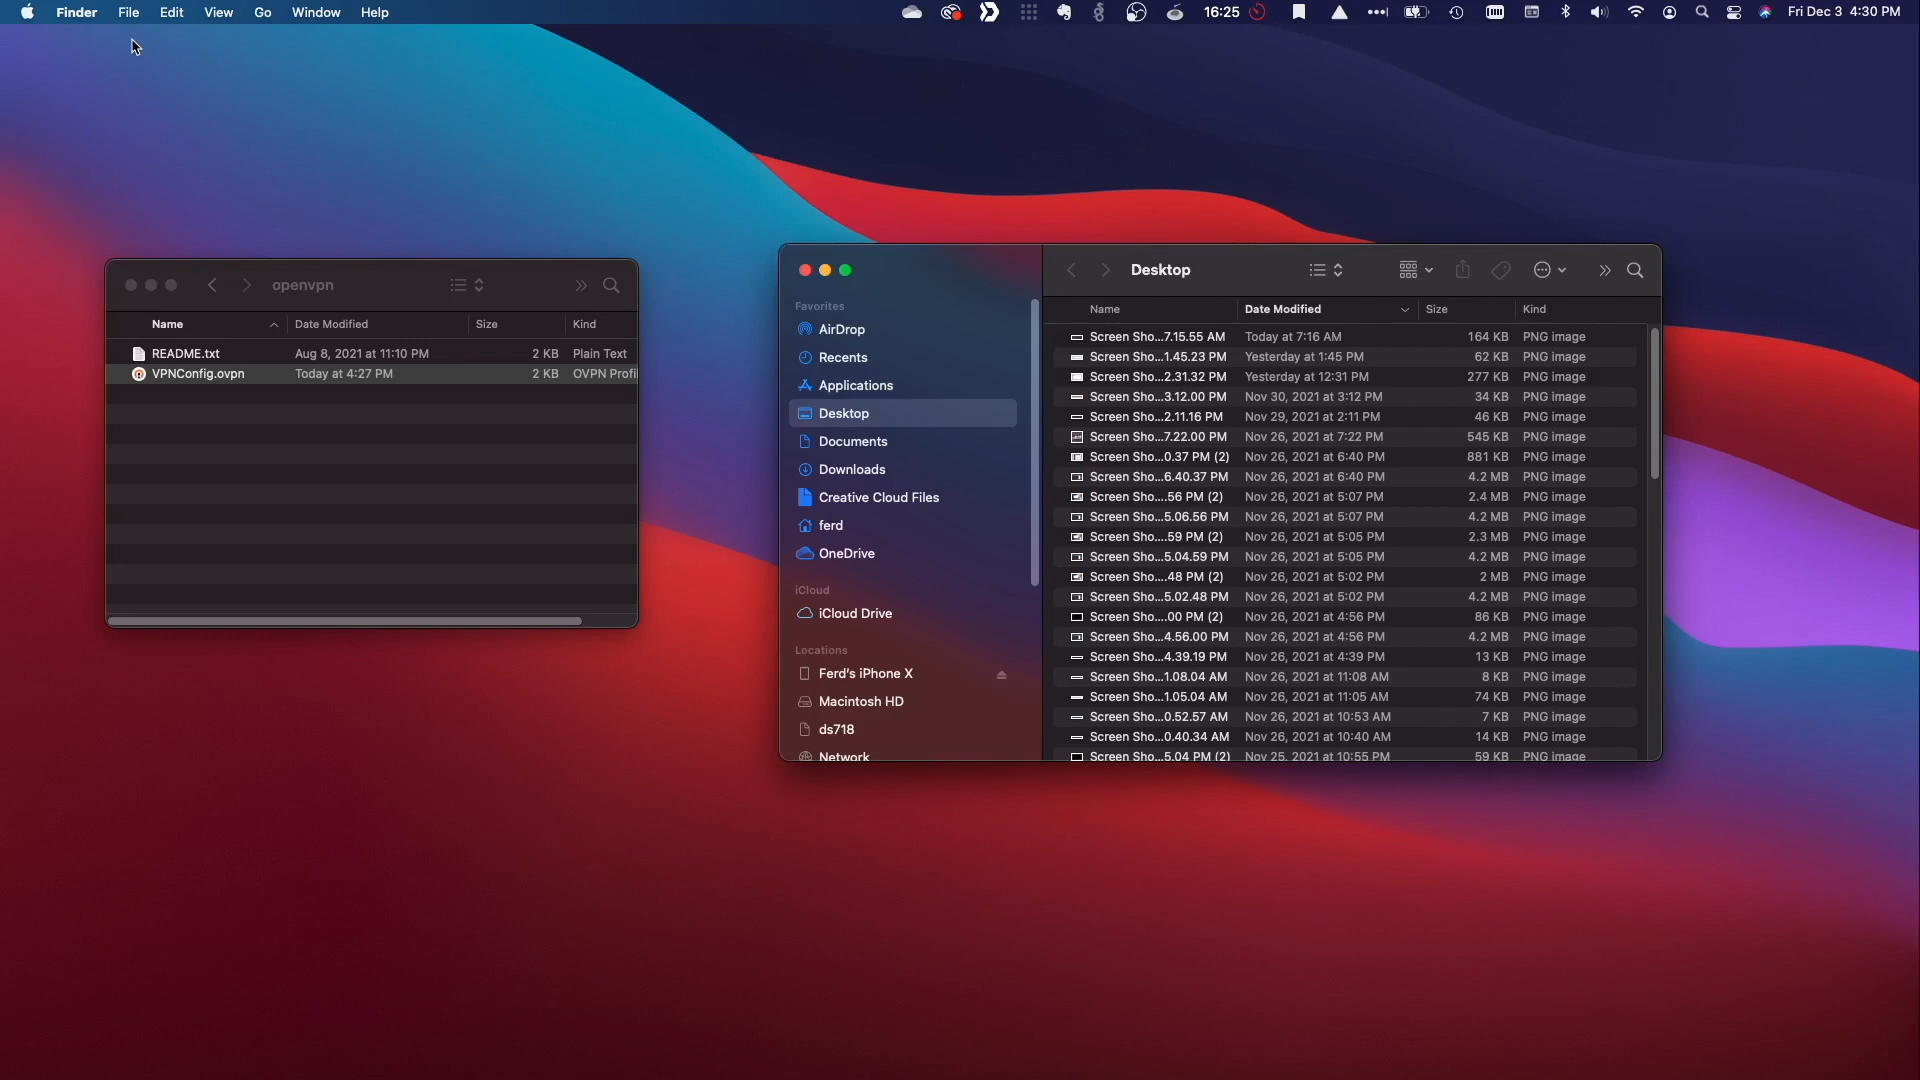 Finder File Edit View Go Window Help 16:25 Fri Dec 3 4:30 PM
openvpn
Name Date Modified Size Kind
README.txt Aug 8, 2021 at 11:10 PM 2 KB Plain Text
VPNConfig.ovpn Today at 4:27 PM 2 KB OVPN Profi
Favorites
AirDrop
Recents
Applications
Desktop
Documents
Downloads
Creative Cloud Files
ferd
OneDrive
iCloud
iCloud Drive
Locations
Ferd's iPhone X
Macintosh HD
ds718
Network
Desktop
Name Date Modified Size Kind
Screen Sho...7.15.55 AM Today at 7:16 AM 164 KB PNG image
Screen Sho...1.45.23 PM Yesterday at 1:45 PM 62 KB PNG image
Screen Sho...2.31.32 PM Yesterday at 12:31 PM 277 KB PNG image
Screen Sho...3.12.00 PM Nov 30, 2021 at 3:12 PM 34 KB PNG image
Screen Sho...2.11.16 PM Nov 29, 2021 at 2:11 PM 46 KB PNG image
Screen Sho...7.22.00 PM Nov 26, 2021 at 7:22 PM 545 KB PNG image
Screen Sho...0.37 PM (2) Nov 26, 2021 at 6:40 PM 881 KB PNG image
Screen Sho...6.40.37 PM Nov 26, 2021 at 6:40 PM 4.2 MB PNG image
Screen Sho....56 PM (2) Nov 26, 2021 at 5:07 PM 2.4 MB PNG image
Screen Sho...5.06.56 PM Nov 26, 2021 at 5:07 PM 4.2 MB PNG image
Screen Sho....59 PM (2) Nov 26, 2021 at 5:05 PM 2.3 MB PNG image
Screen Sho...5.04.59 PM Nov 26, 2021 at 5:05 PM 4.2 MB PNG image
Screen Sho....48 PM (2) Nov 26, 2021 at 5:02 PM 2 MB PNG image
Screen Sho...5.02.48 PM Nov 26, 2021 at 5:02 PM 4.2 MB PNG image
Screen Sho....00 PM (2) Nov 26, 2021 at 4:56 PM 86 KB PNG image
Screen Sho...4.56.00 PM Nov 26, 2021 at 4:56 PM 4.2 MB PNG image
Screen Sho...4.39.19 PM Nov 26, 2021 at 4:39 PM 13 KB PNG image
Screen Sho...1.08.04 AM Nov 26, 2021 at 11:08 AM 8 KB PNG image
Screen Sho...1.05.04 AM Nov 26, 2021 at 11:05 AM 74 KB PNG image
Screen Sho...0.52.57 AM Nov 26, 2021 at 10:53 AM 7 KB PNG image
Screen Sho...0.40.34 AM Nov 26, 2021 at 10:40 AM 14 KB PNG image
Screen Sho...5.04 PM (2) Nov 25, 2021 at 10:55 PM 59 KB PNG image